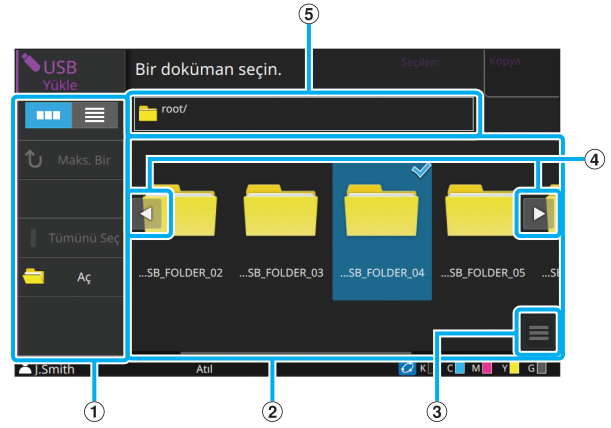 ⑤
USB
Yükle
Bir doküman seçin.
Seçilen:
Kopya
root/
④
Maks. Bir
Tümünü Seç
Aç
...SB_FOLDER_02
...SB_FOLDER_03
...SB_FOLDER_04
...SB_FOLDER_05
...SE
J.Smith
Atıl
K C M Y G
① ② ③